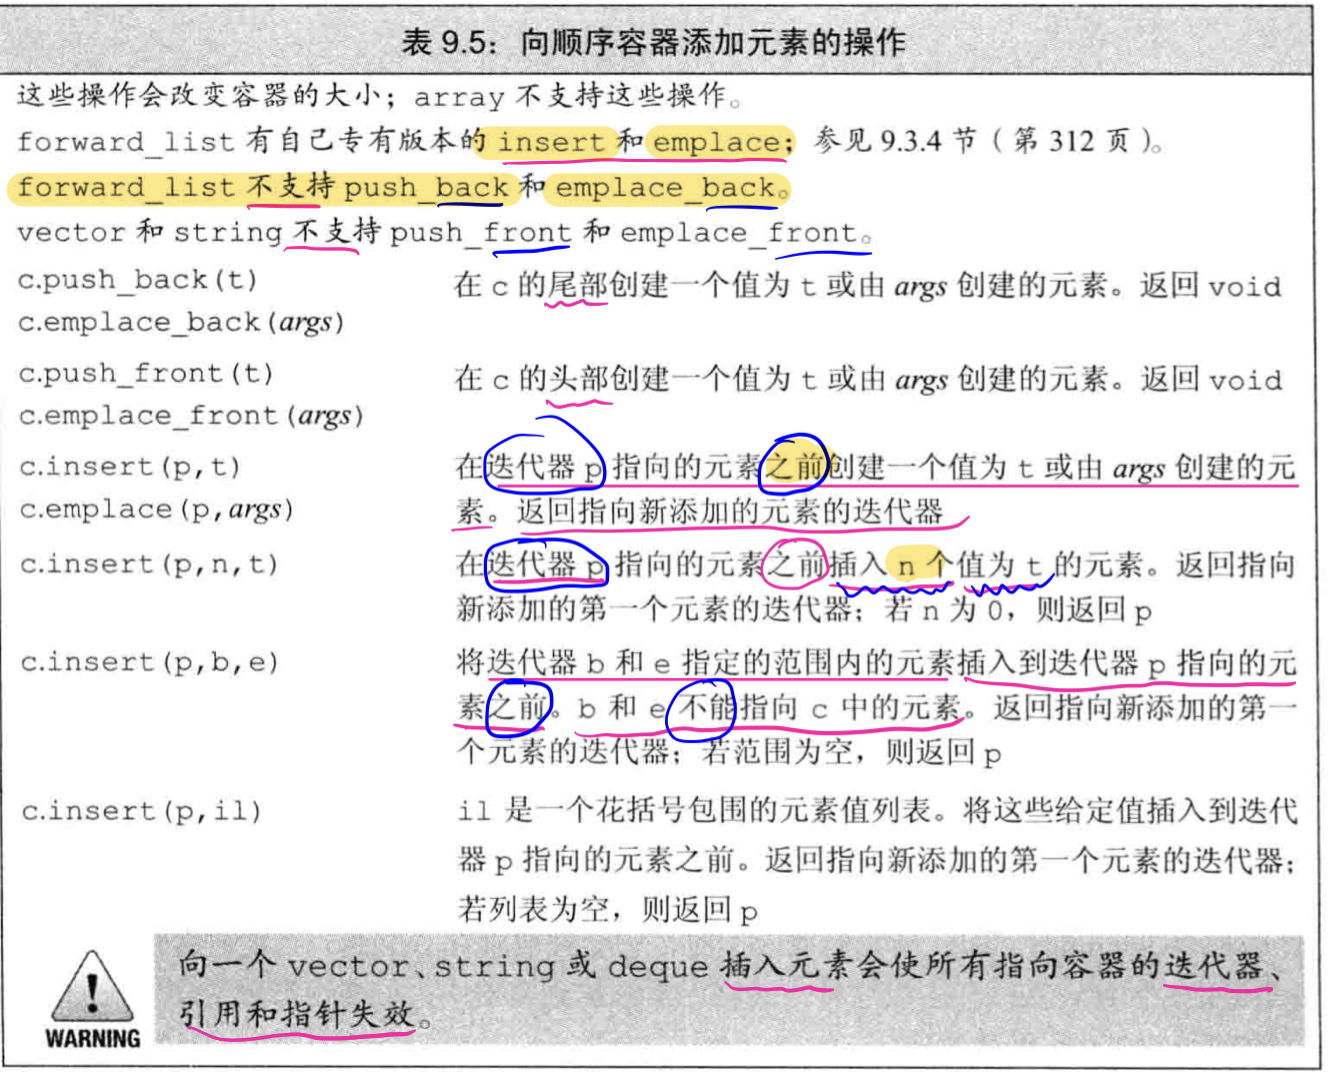 表 9.5：向顺序容器添加元素的操作
这些操作会改变容器的大小；array 不支持这些操作。
forward_list 有自己专有版本的 insert 和 emplace；参见 9.3.4 节（第 312 页）。
forward_list 不支持 push_back 和 emplace_back。
vector 和 string 不支持 push_front 和 emplace_front。
c.push_back(t) 在 c 的尾部创建一个值为 t 或由 args 创建的元素。返回 void
c.emplace_back(args)
c.push_front(t) 在 c 的头部创建一个值为 t 或由 args 创建的元素。返回 void
c.emplace_front(args)
c.insert(p,t) 在迭代器 p 指向的元素之前创建一个值为 t 或由 args 创建的元
c.emplace(p,args) 素。返回指向新添加的元素的迭代器
c.insert(p,n,t) 在迭代器 p 指向的元素之前插入 n 个值为 t 的元素。返回指向
新添加的第一个元素的迭代器；若 n 为 0，则返回 p
c.insert(p,b,e) 将迭代器 b 和 e 指定的范围内的元素插入到迭代器 p 指向的元
素之前。b 和 e 不能指向 c 中的元素。返回指向新添加的第一
个元素的迭代器；若范围为空，则返回 p
c.insert(p,il) il 是一个花括号包围的元素值列表。将这些给定值插入到迭代
器 p 指向的元素之前。返回指向新添加的第一个元素的迭代器；
若列表为空，则返回 p
向一个 vector、string 或 deque 插入元素会使所有指向容器的迭代器、
引用和指针失效。
WARNING